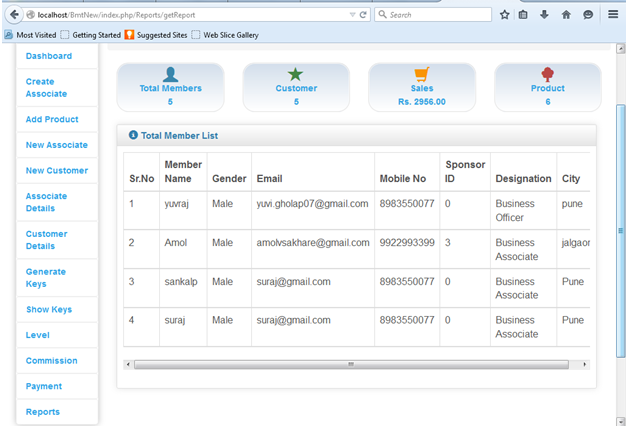 localhost/BmtNew/index.php/Reports/getReport
Search
Most Visited Getting Started Suggested Sites Web Slice Gallery
Dashboard
Create
Associate
Add Product
New Associate
New Customer
Associate
Details
Customer
Details
Generate
Keys
Show Keys
Level
Commission
Payment
Reports
Total Members
5
Customer
5
Sales
Rs. 2956.00
Product
6
Total Member List
Sr.No Member Name Gender Email Mobile No Sponsor ID Designation City
1 yuvraj Male yuvi.gholap07@gmail.com 8983550077 0 Business Officer pune
2 Amol Male amolvsakhare@gmail.com 9922993399 3 Business Associate jalgaon
3 sankalp Male suraj@gmail.com 8983550077 0 Business Associate Pune
4 suraj Male suraj@gmail.com 8983550077 0 Business Associate Pune